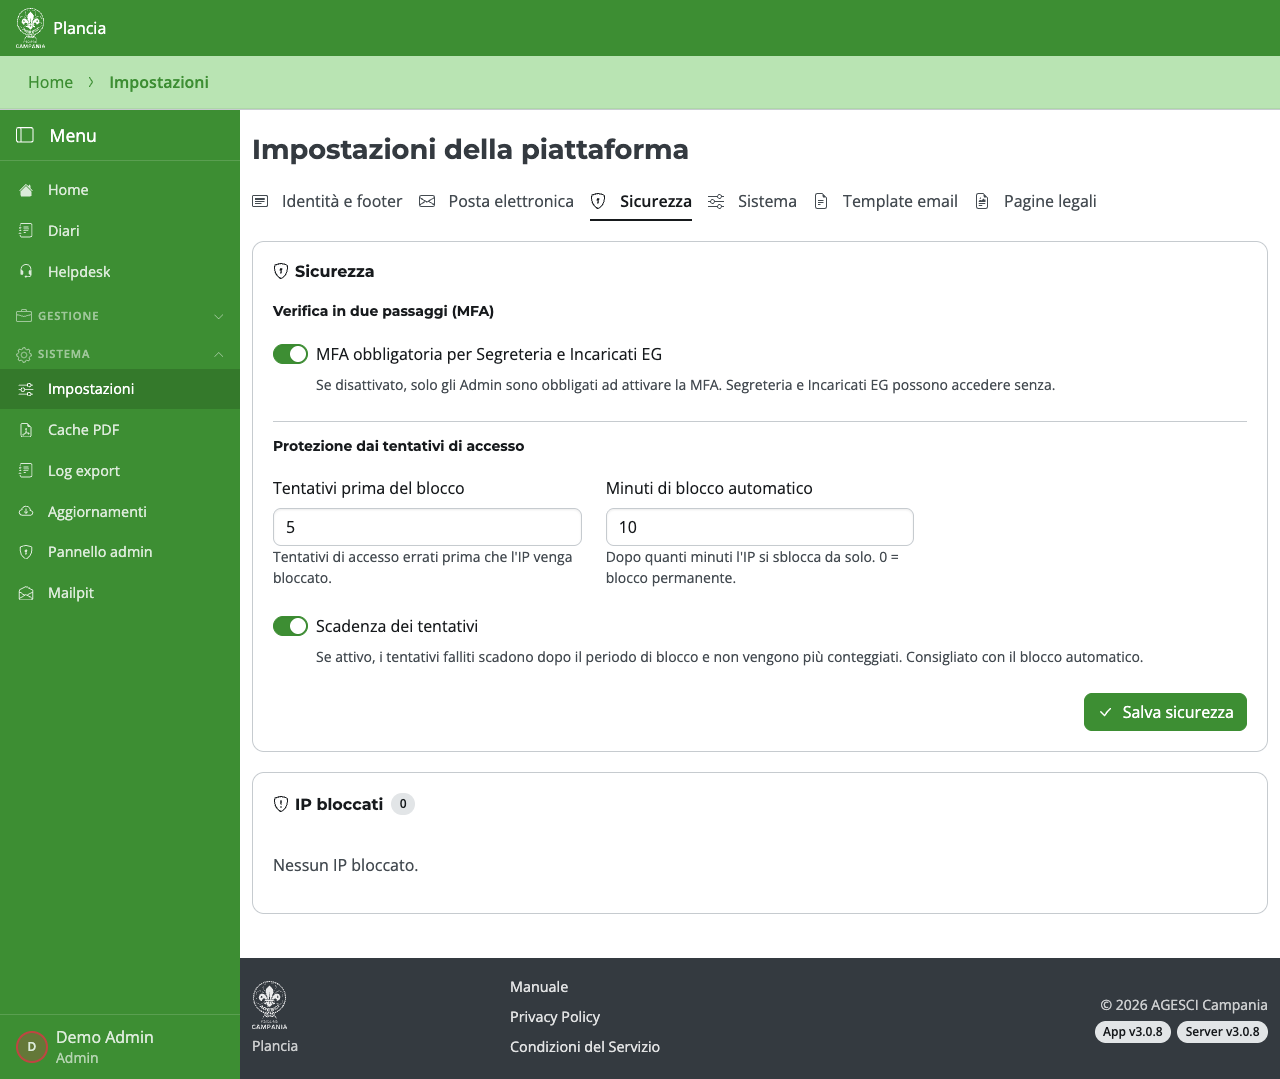 Plancia
Home
Impostazioni
Menu
Home
Diari
Helpdesk
GESTIONE
SISTEMA
Impostazioni
Cache PDF
Log export
Aggiornamenti
Pannello admin
Mailpit
D
Demo Admin
Admin
Impostazioni della piattaforma
Identità e footer
Posta elettronica
Sicurezza
Sistema
Template email
Pagine legali
Sicurezza
Verifica in due passaggi (MFA)
MFA obbligatoria per Segreteria e Incaricati EG
Se disattivato, solo gli Admin sono obbligati ad attivare la MFA. Segreteria e Incaricati EG possono accedere senza.
Protezione dai tentativi di accesso
Tentativi prima del blocco
5
Tentativi di accesso errati prima che l'IP venga
bloccato.
Minuti di blocco automatico
10
Dopo quanti minuti l'IP si sblocca da solo. 0 =
blocco permanente.
Scadenza dei tentativi
Se attivo, i tentativi falliti scadono dopo il periodo di blocco e non vengono più conteggiati. Consigliato con il blocco automatico.
Salva sicurezza
IP bloccati
0
Nessun IP bloccato.
CAMPANIA
Plancia
Manuale
Privacy Policy
Condizioni del Servizio
© 2026 AGESCI Campania
App v3.0.8
Server v3.0.8